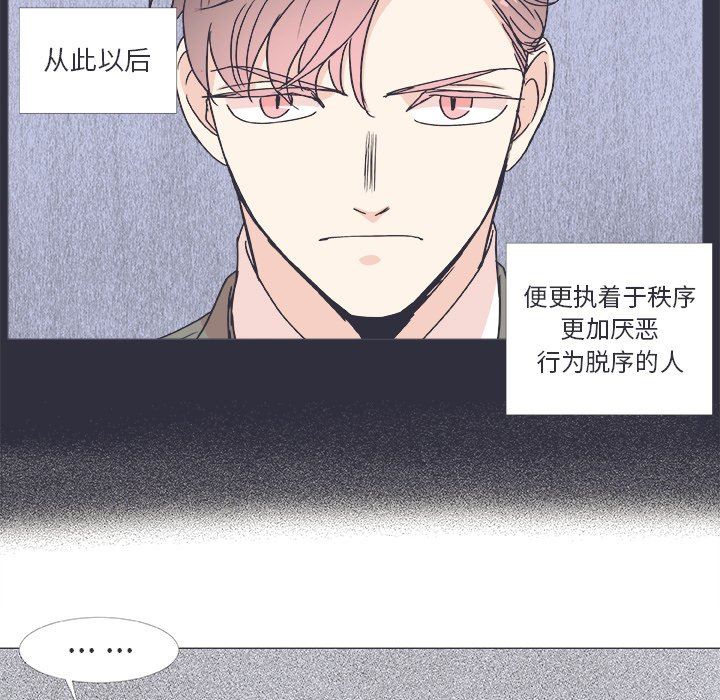 从此以后
便更执着于秩序
更加厌恶
行为脱序的人
… …